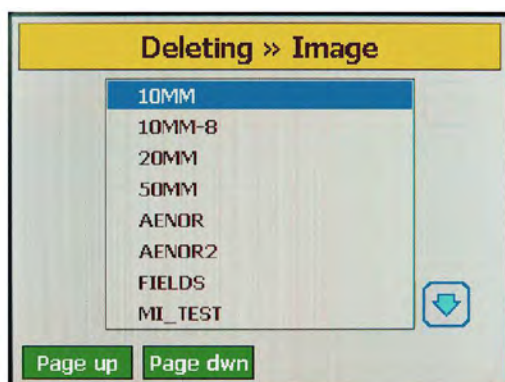 Deleting » Image
10MM
10MM-8
20MM
50MM
AENOR
AENOR2
FIELDS
MI_TEST
Page up Page dwn